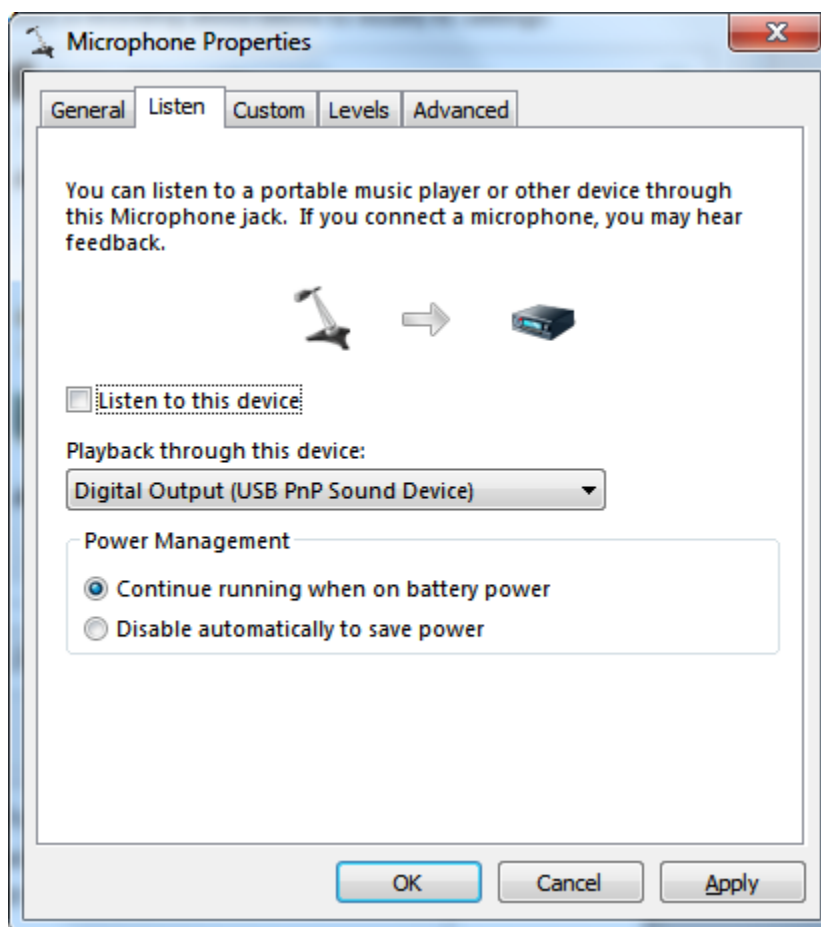 Microphone Properties
General Listen Custom Levels Advanced
You can listen to a portable music player or other device through
this Microphone jack.  If you connect a microphone, you may hear
feedback.
Listen to this device
Playback through this device:
Digital Output (USB PnP Sound Device)
Power Management
Continue running when on battery power
Disable automatically to save power
OK Cancel Apply